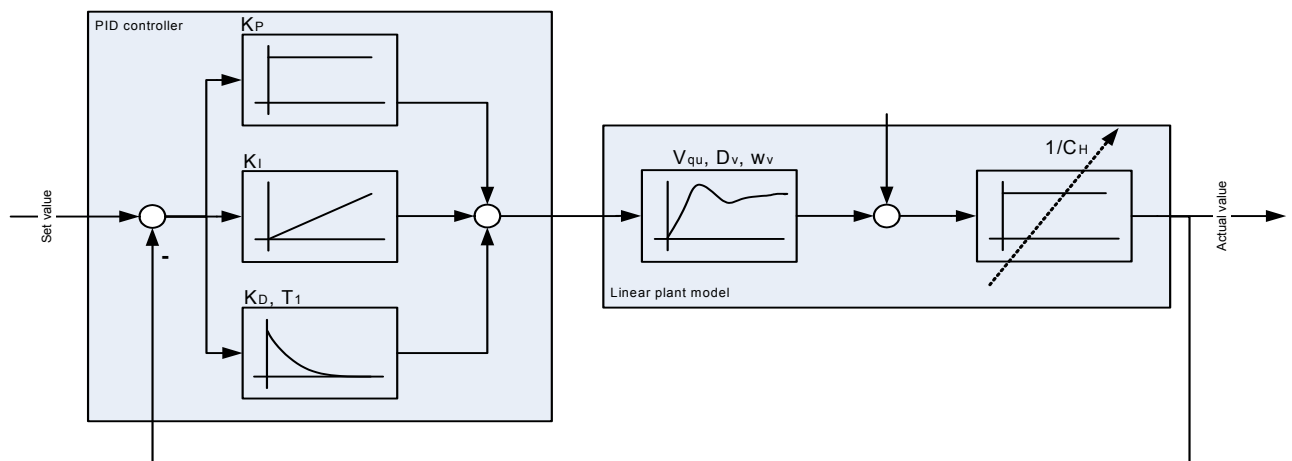 PID controller
KP
KI
KD, T1
Set value
-
Vqu, Dv, wv
1/CH
Linear plant model
Actual value